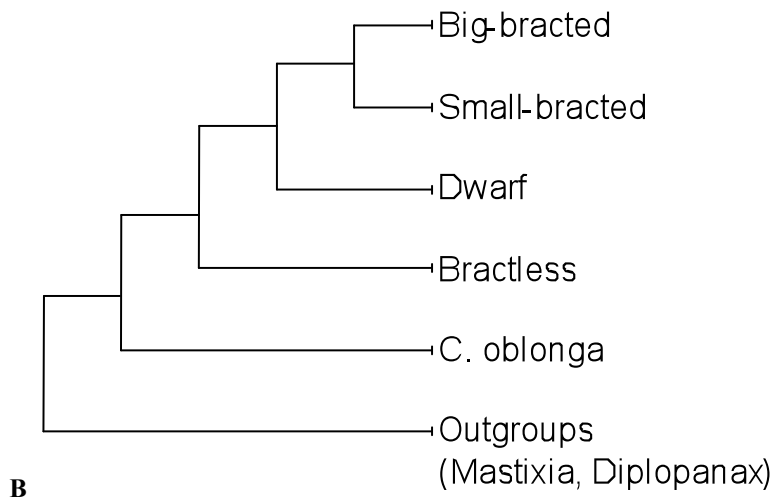 Big-bracted
Small-bracted
Dwarf
Bractless
C. oblonga
Outgroups
(Mastixia, Diplopanax)
B